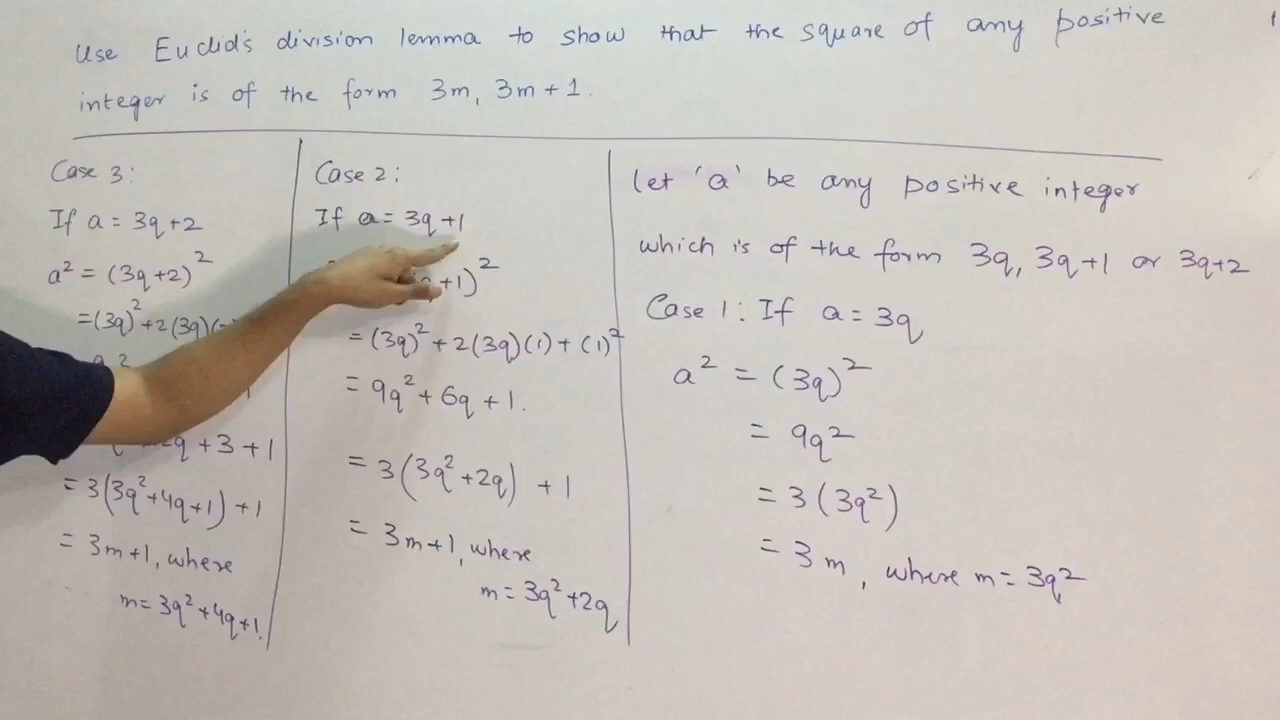 Use Euclid's division lemma to show that the square of any positive
integer is of the form 3m, 3m + 1.
Let 'a' be any positive integer
which is of the form 3q, 3q+1 or 3q+2
Case 1: If a = 3q
a² = (3q)²
= 9q²
= 3(3q²)
= 3m, where m = 3q²
Case 2:
If a = 3q+1
+1)²
= (3q)² + 2(3q)(1) + (1)²
= 9q² + 6q + 1.
= 3(3q² + 2q) + 1
= 3m+1, where
m = 3q² + 2q
Case 3:
If a = 3q+2
a² = (3q+2)²
= (3q)² + 2(3q)(
q + 3 + 1
= 3(3q² + 4q + 1) + 1
= 3m+1, where
m = 3q² + 4q + 1.